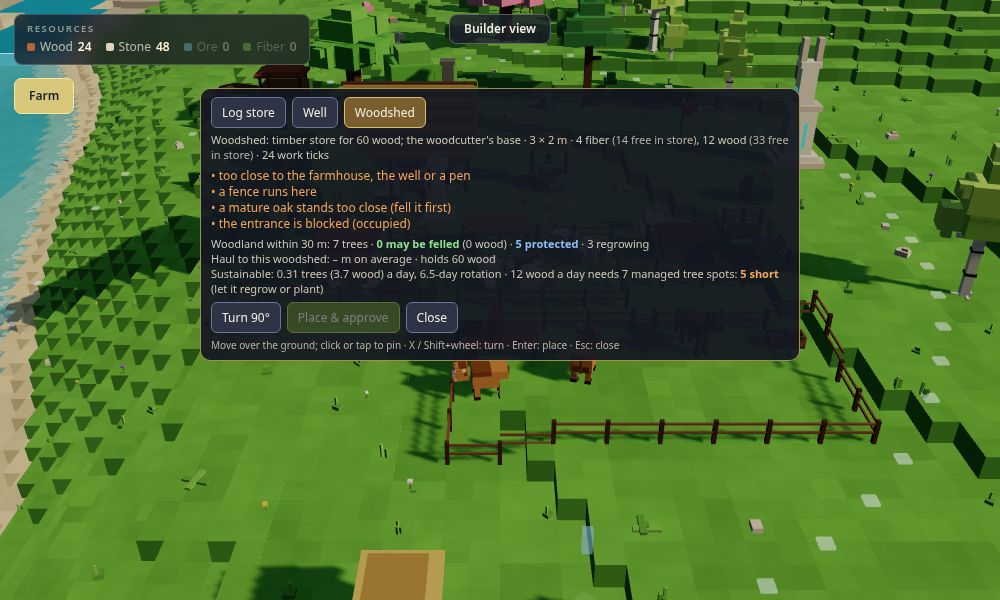 RESOURCES
Wood 24 Stone 48 Ore 0 Fiber 0
Builder view
Farm
Log store Well Woodshed
Woodshed: timber store for 60 wood; the woodcutter's base · 3 × 2 m · 4 fiber (14 free in store), 12 wood (33 free
in store) · 24 work ticks
• too close to the farmhouse, the well or a pen
• a fence runs here
• a mature oak stands too close (fell it first)
• the entrance is blocked (occupied)
Woodland within 30 m: 7 trees · 0 may be felled (0 wood) · 5 protected · 3 regrowing
Haul to this woodshed: – m on average · holds 60 wood
Sustainable: 0.31 trees (3.7 wood) a day, 6.5-day rotation · 12 wood a day needs 7 managed tree spots: 5 short
(let it regrow or plant)
Turn 90° Place & approve Close
Move over the ground; click or tap to pin · X / Shift+wheel: turn · Enter: place · Esc: close